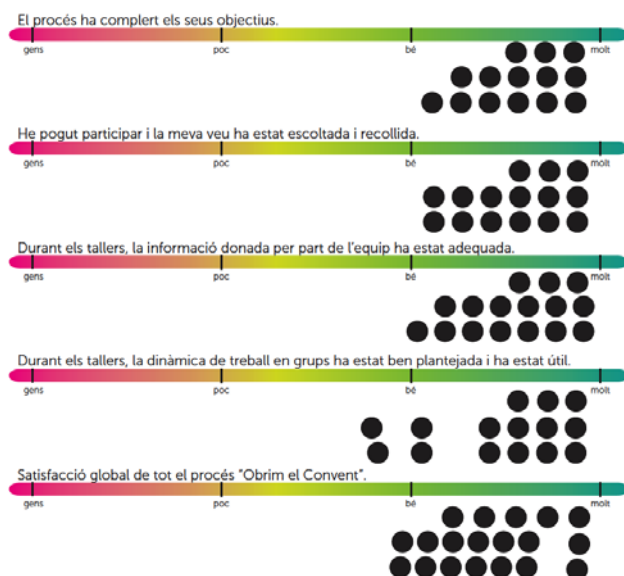 El procés ha complert els seus objectius.
gens poc bé molt
He pogut participar i la meva veu ha estat escoltada i recollida.
gens poc bé molt
Durant els tallers, la informació donada per part de l'equip ha estat adequada.
gens poc bé molt
Durant els tallers, la dinàmica de treball en grups ha estat ben plantejada i ha estat útil.
gens poc bé molt
Satisfacció global de tot el procés "Obrim el Convent".
gens poc bé molt